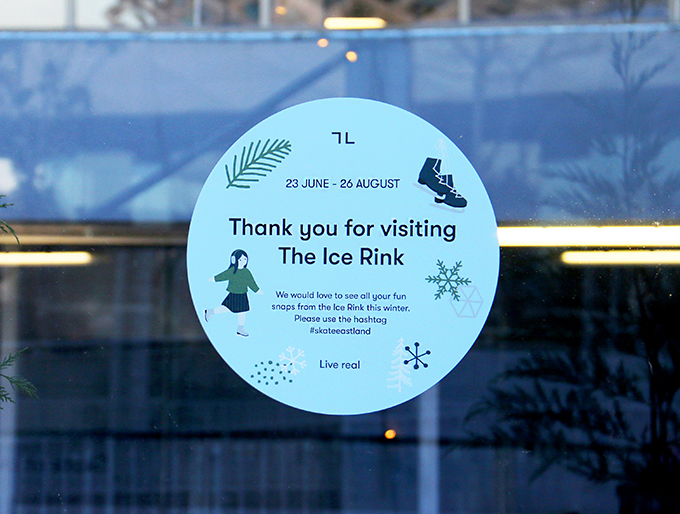 23 JUNE - 26 AUGUST
Thank you for visiting
The Ice Rink
We would love to see all your fun
snaps from the Ice Rink this winter.
Please use the hashtag
#skateeastland
Live real